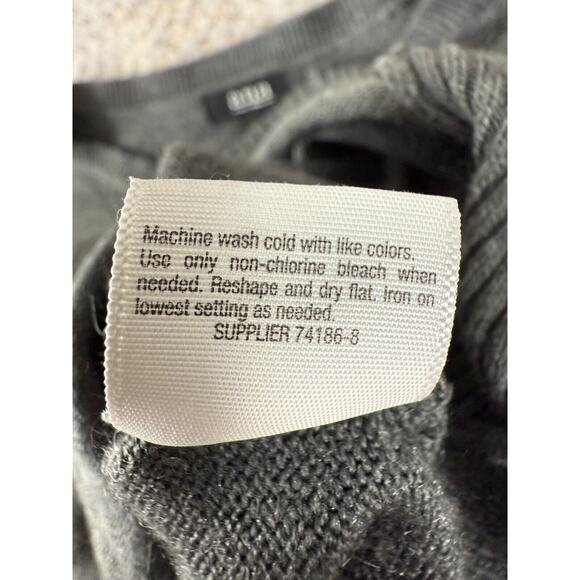 Machine wash cold with like colors.
Use only non-chlorine bleach when
needed. Reshape and dry flat. Iron on
lowest setting as needed.
SUPPLIER 74186-8